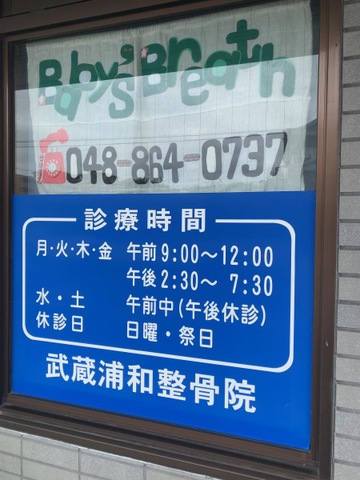 Baby's Breath
048-864-0737
診療時間
月・火・木・金 午前 9:00～12:00
午後 2:30～ 7:30
水・土 午前中(午後休診)
休診日 日曜・祭日
武蔵浦和整骨院